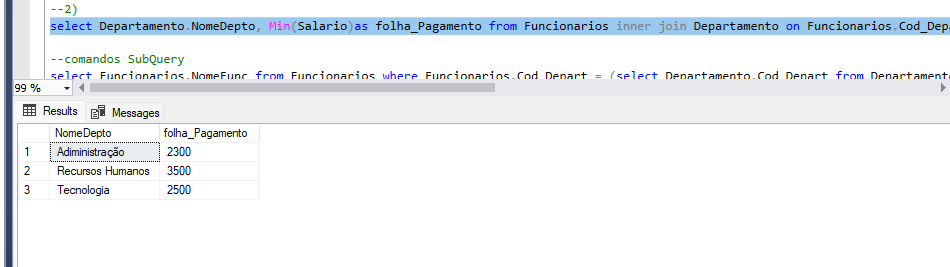 --2)
select Departamento.NomeDepto, Min(Salario)as folha_Pagamento from Funcionarios inner join Departamento on Funcionarios.Cod_Depa
--comandos SubQuery
select Funcionarios.NomeFunc from Funcionarios where Funcionarios.Cod_Depart = (select Departamento.Cod_Depart from Departamento
99 %
Results Messages
NomeDepto folha_Pagamento
1 Adiministração 2300
2 Recursos Humanos 3500
3 Tecnologia 2500